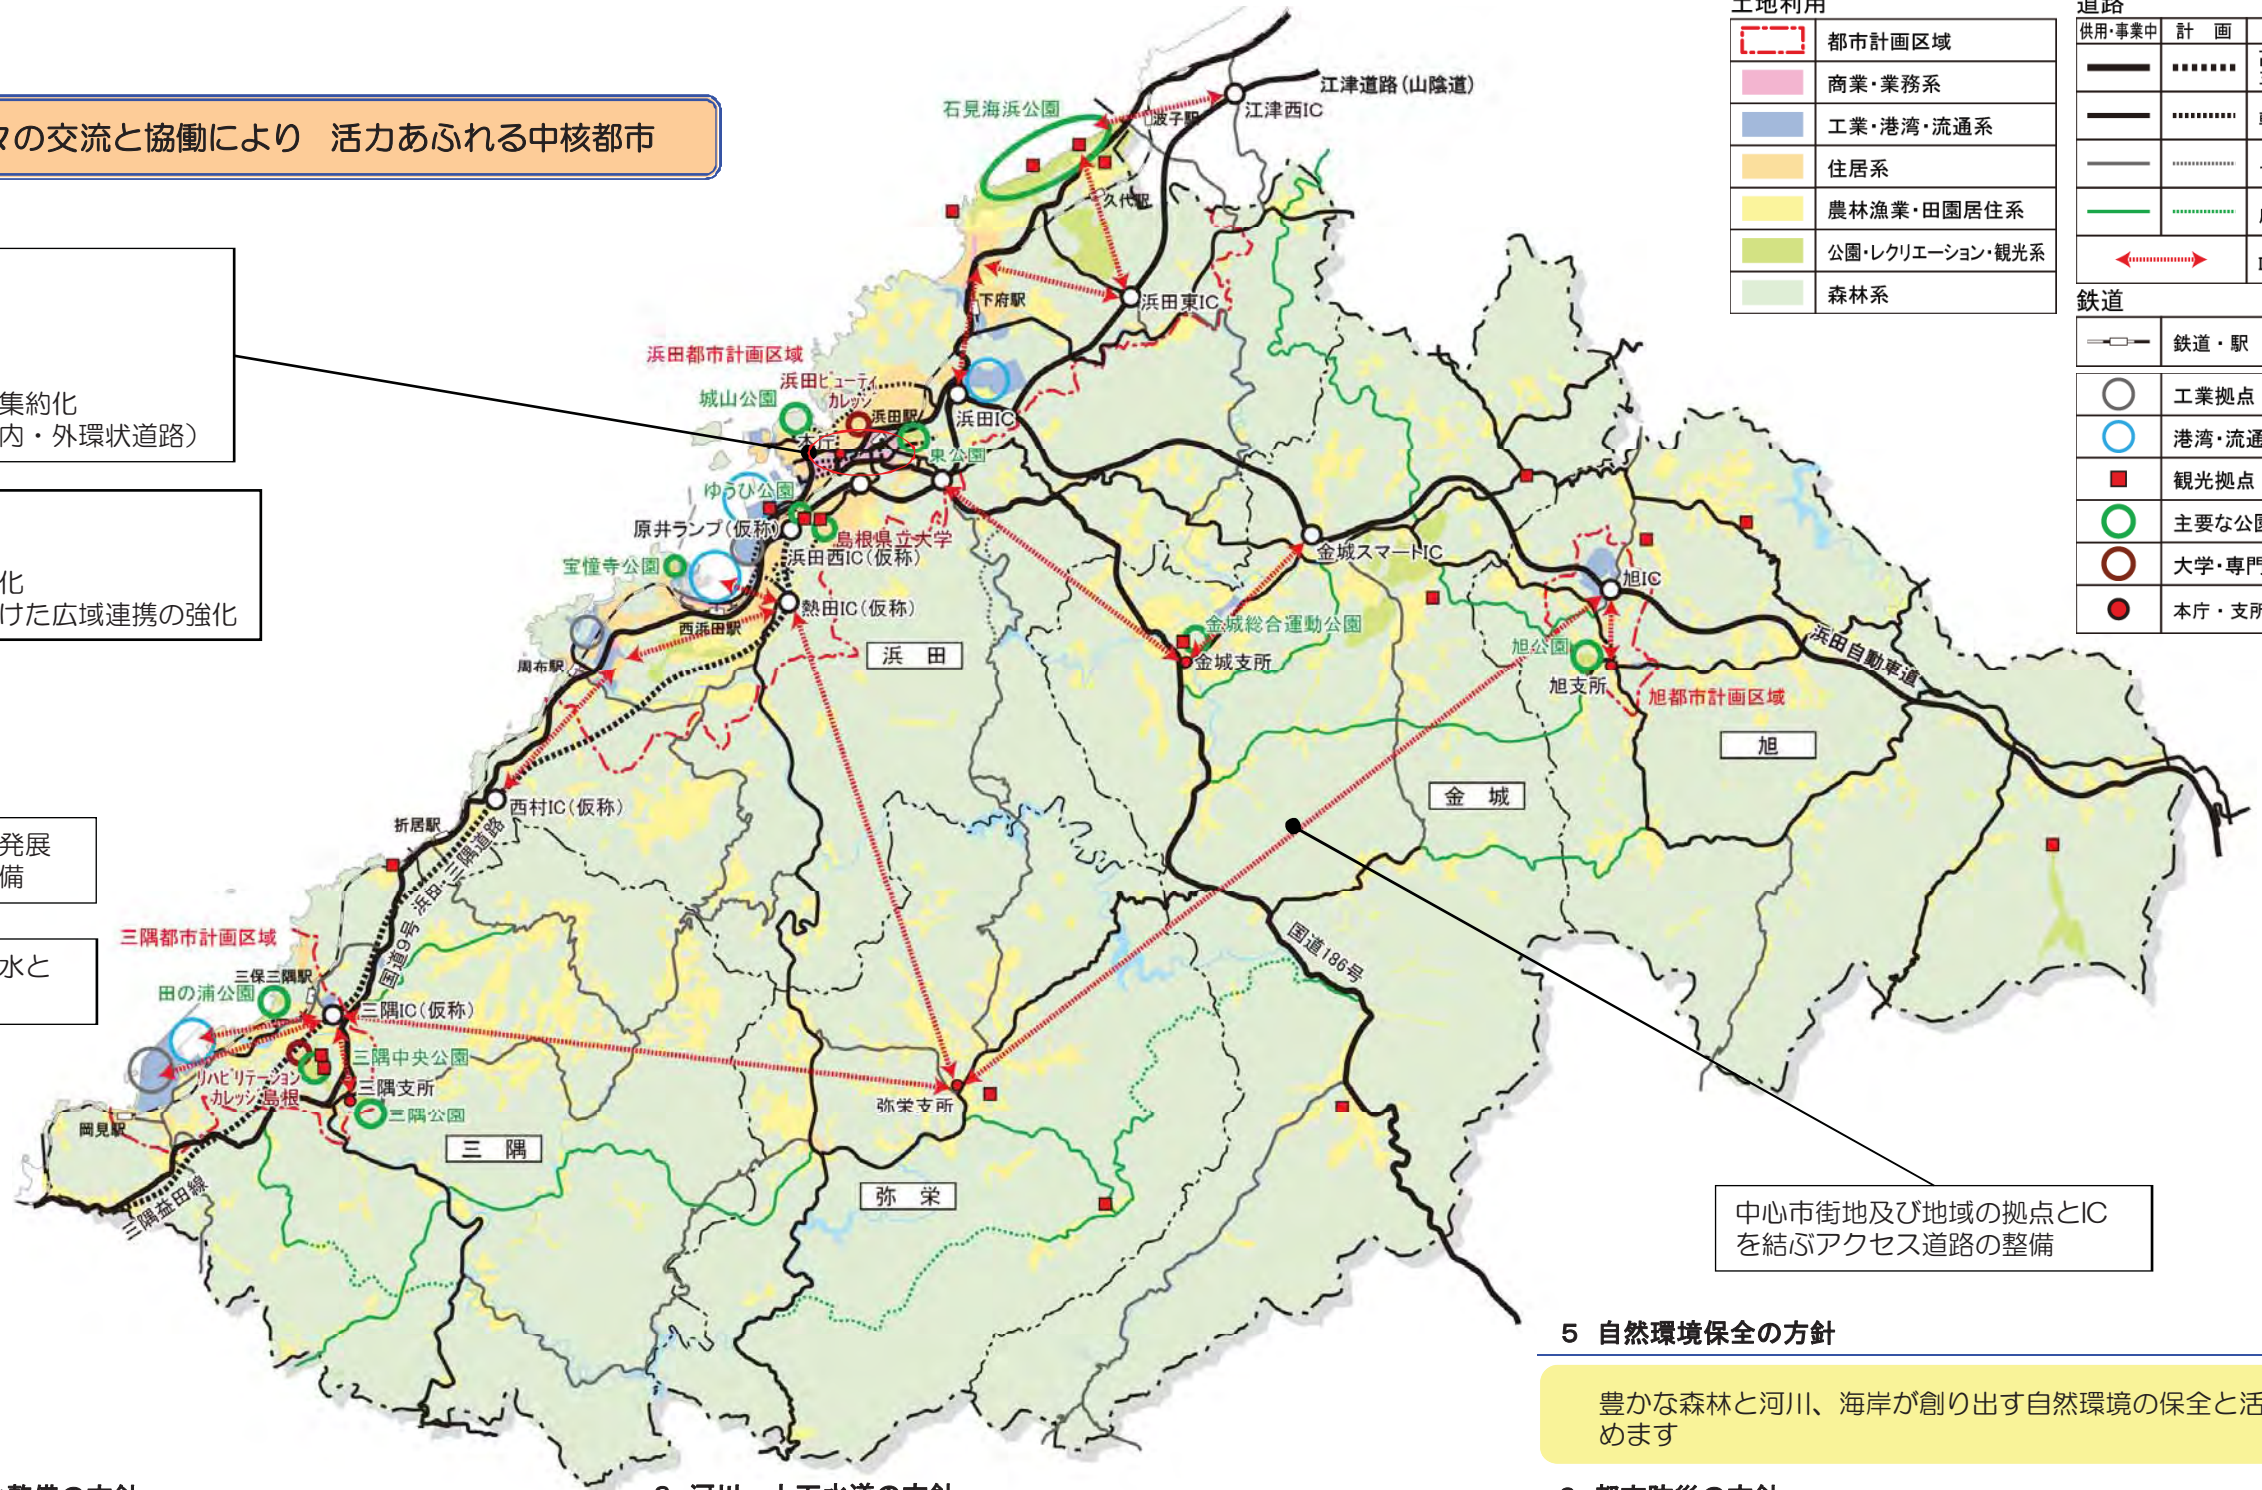 々の交流と協働により 活力あふれる中核都市
集約化
内・外環状道路）
化
けた広域連携の強化
発展
備
水と
土地利用
都市計画区域
商業・業務系
工業・港湾・流通系
住居系
農林漁業・田園居住系
公園・レクリエーション・観光系
森林系
道路
供用・事業中
計 画
鉄道
鉄道・駅
工業拠点
港湾・流通
観光拠点
主要な公園
大学・専門
本庁・支所
江津道路（山陰道）
石見海浜公園
波子駅
江津西IC
久代駅
下府駅
浜田東IC
浜田都市計画区域
浜田ビューティ
カレッジ
城山公園
浜田駅
浜田IC
本庁
東公園
ゆうひ公園
原井ランプ（仮称）
島根県立大学
浜田西IC（仮称）
宝憧寺公園
熱田IC（仮称）
西浜田駅
周布駅
浜 田
金城スマートIC
旭IC
金城総合運動公園
金城支所
旭公園
旭支所
浜田自動車道
旭都市計画区域
旭
金 城
西村IC（仮称）
折居駅
浜田・三隅道路
国道9号
国道186号
三隅都市計画区域
三保三隅駅
田の浦公園
三隅IC（仮称）
三隅中央公園
リハビリテーション
カレッジ島根
三隅支所
三隅公園
岡見駅
三隅益田線
三 隅
弥栄支所
弥 栄
中心市街地及び地域の拠点とIC
を結ぶアクセス道路の整備
5 自然環境保全の方針
豊かな森林と河川、海岸が創り出す自然環境の保全と活
めます